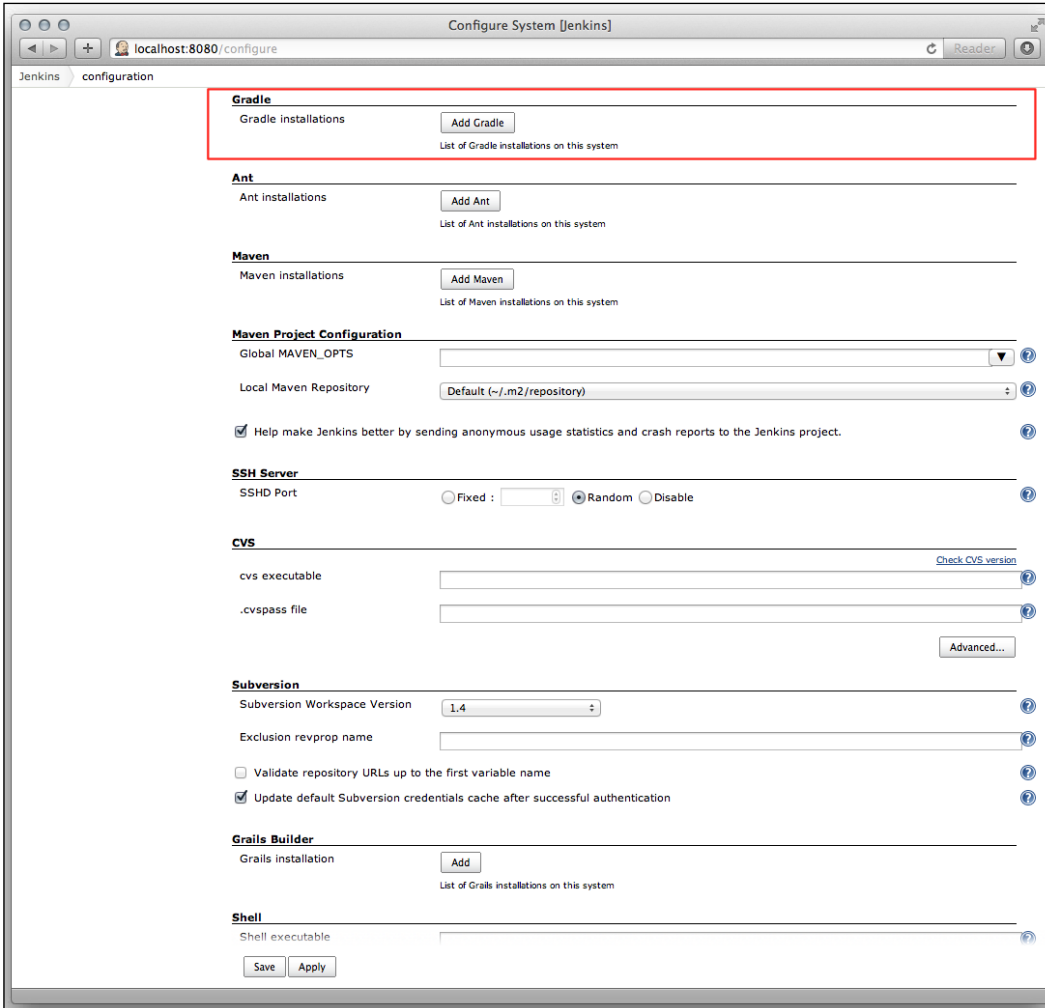 Configure System [Jenkins]
localhost:8080/configure
Reader
Jenkins configuration
Gradle
Gradle installations Add Gradle
List of Gradle installations on this system
Ant
Ant installations Add Ant
List of Ant installations on this system
Maven
Maven installations Add Maven
List of Maven installations on this system
Maven Project Configuration
Global MAVEN_OPTS
Local Maven Repository Default (~/.m2/repository)
Help make Jenkins better by sending anonymous usage statistics and crash reports to the Jenkins project.
SSH Server
SSHD Port Fixed : Random Disable
CVS
Check CVS version
cvs executable
.cvspass file
Advanced...
Subversion
Subversion Workspace Version 1.4
Exclusion revprop name
Validate repository URLs up to the first variable name
Update default Subversion credentials cache after successful authentication
Grails Builder
Grails installation Add
List of Grails installations on this system
Shell
Shell executable
Save Apply